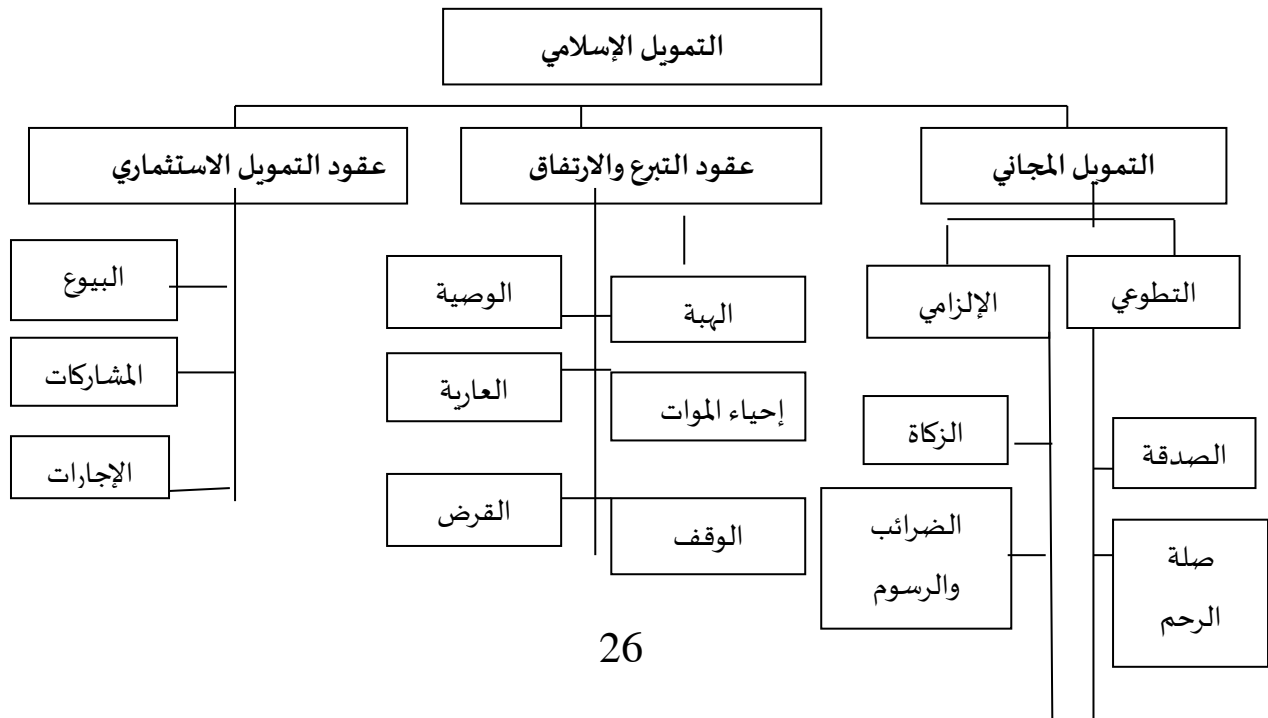 التمويل الإسلامي
التمويل المجاني
عقود التبرع والارتفاق
عقود التمويل الاستثماري
التطوعي
الإلزامي
الصدقة
صلة
الرحم
الزكاة
الضرائب
والرسوم
الهبة
الوصية
إحياء الموات
العارية
الوقف
القرض
البيوع
المشاركات
الإجارات
26